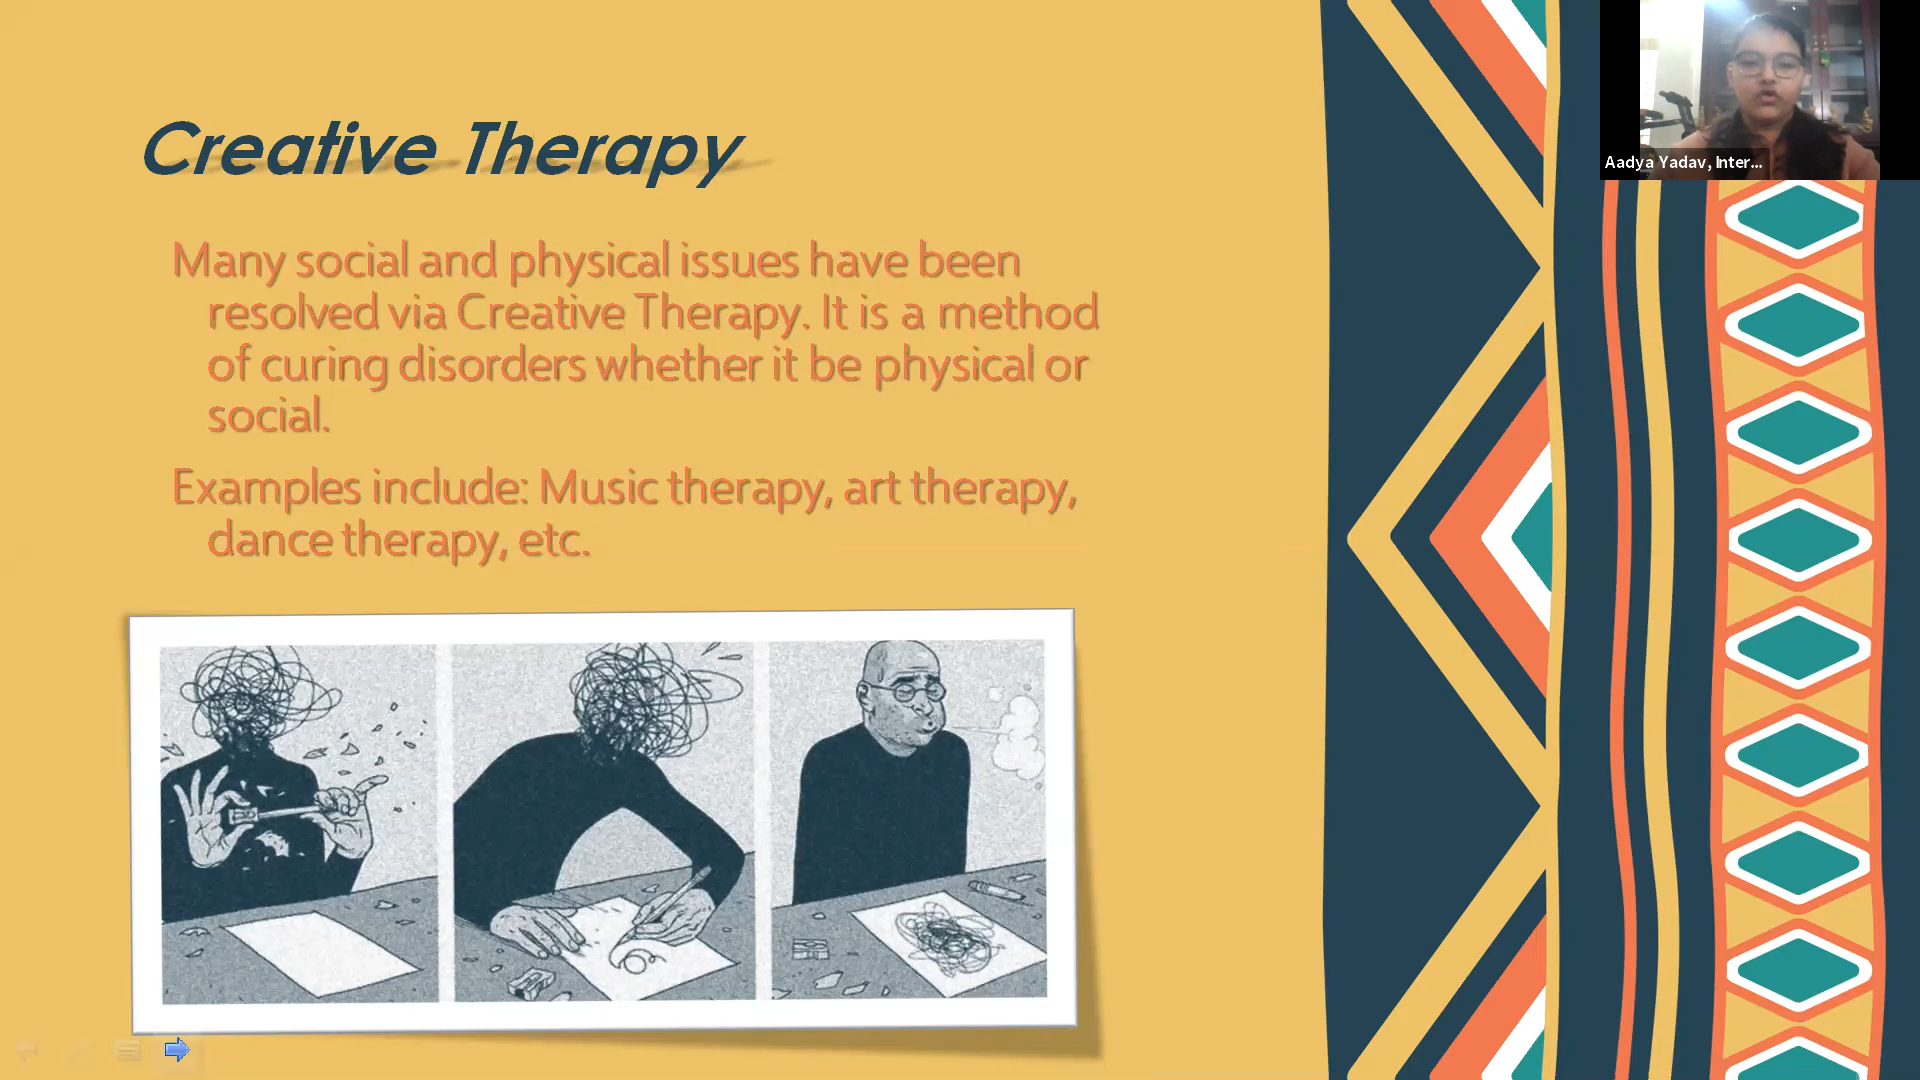 Creative Therapy
Many social and physical issues have been
resolved via Creative Therapy. It is a method
of curing disorders whether it be physical or
social.
Examples include: Music therapy, art therapy,
dance therapy, etc.
Aadya Yadav, Inter...